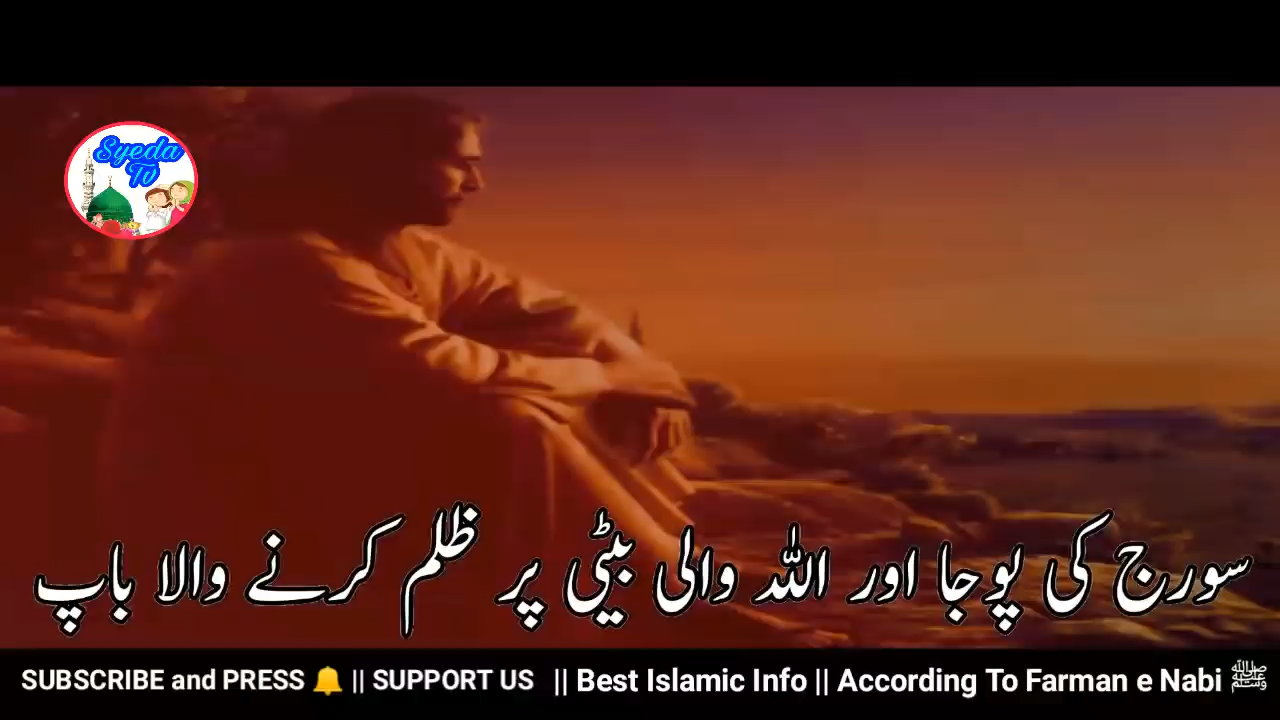 Syeda
Tv
سورج کی پوجا اور اللہ والی بیٹی پر ظلم کرنے والا باپ
SUBSCRIBE and PRESS 🔔 || SUPPORT US || Best Islamic Info || According To Farman e Nabi ﷺ